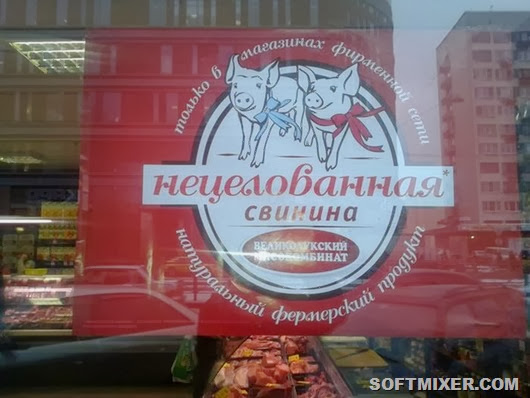 только в магазинах фирменной сети
нецелованная*
свинина
ВЕЛИКОЛУКСКИЙ
МЯСОКОМБИНАТ
натуральный фермерский продукт
SOFTMIXER.COM